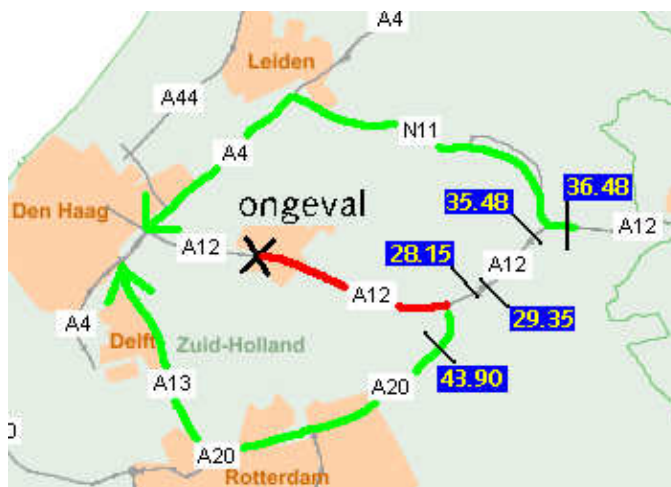 A4
Leiden
A44
N11
A4
36.48
35.48
Den Haag
ongeval
A12
A12
28.15
A12
A12
29.35
A4
Delft
Zuid-Holland
43.90
A13
A20
0
A20
Rotterdam